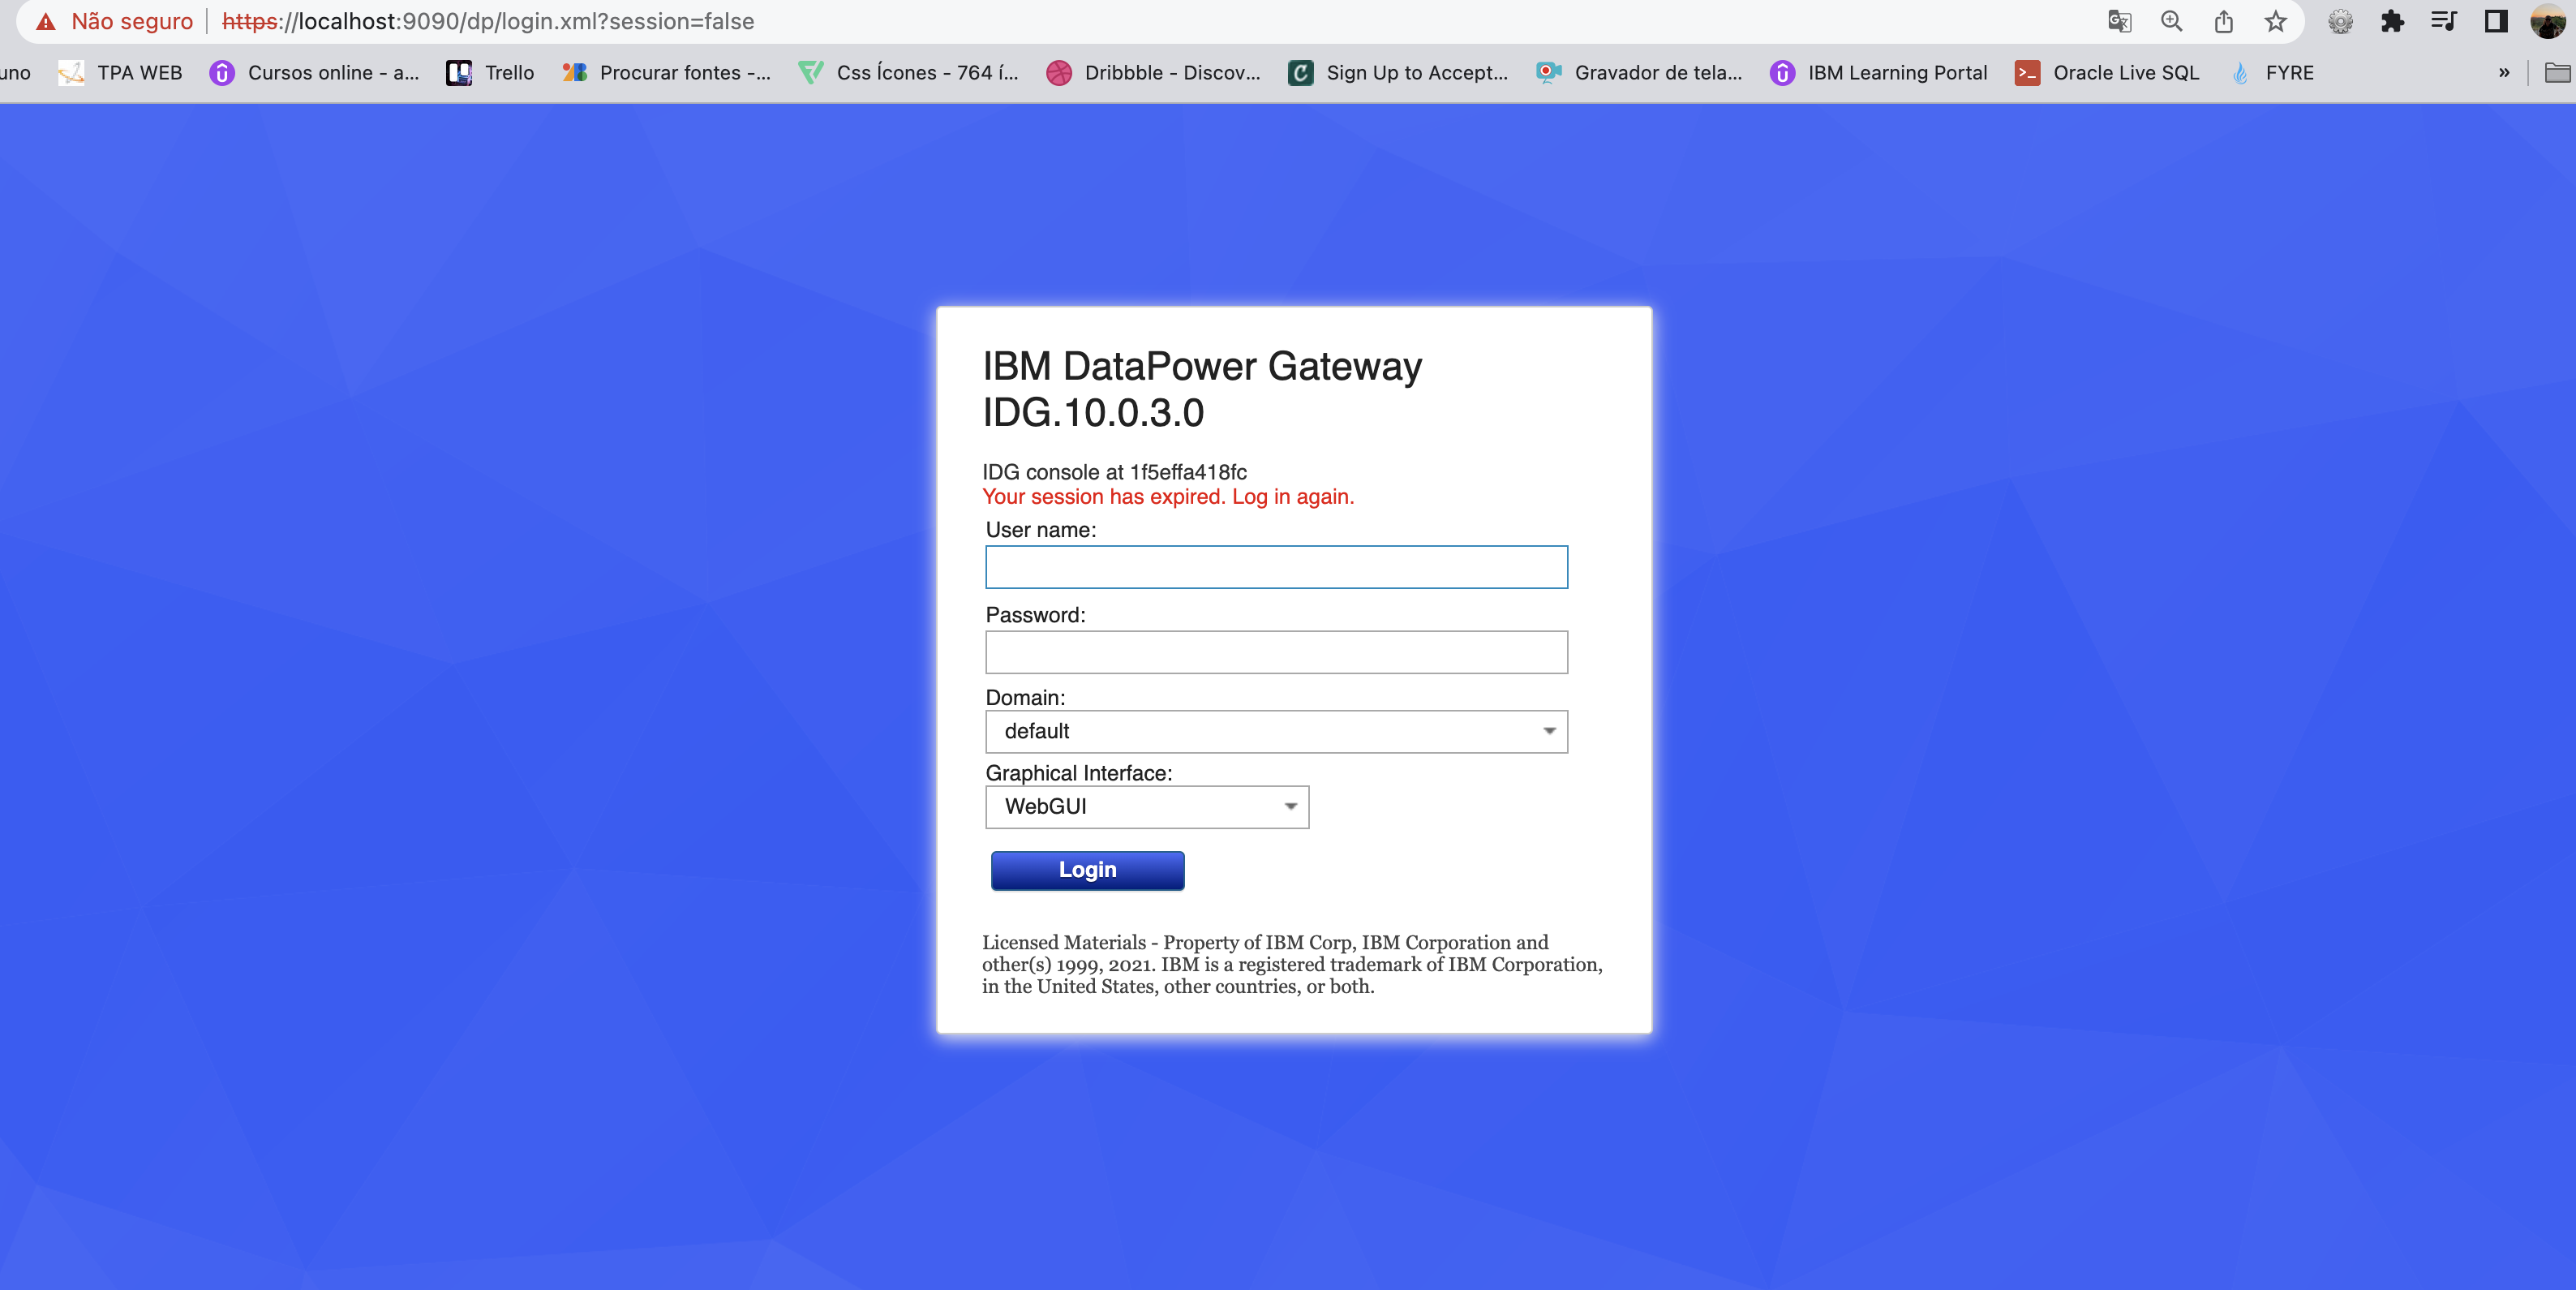 Não seguro https://localhost:9090/dp/login.xml?session=false
uno TPA WEB Cursos online - a... Trello Procurar fontes -... Css Ícones - 764 í... Dribbble - Discov... Sign Up to Accept... Gravador de tela... IBM Learning Portal Oracle Live SQL FYRE »
IBM DataPower Gateway
IDG.10.0.3.0
IDG console at 1f5effa418fc
Your session has expired. Log in again.
User name:
Password:
Domain:
default
Graphical Interface:
WebGUI
Login
Licensed Materials - Property of IBM Corp, IBM Corporation and
other(s) 1999, 2021. IBM is a registered trademark of IBM Corporation,
in the United States, other countries, or both.